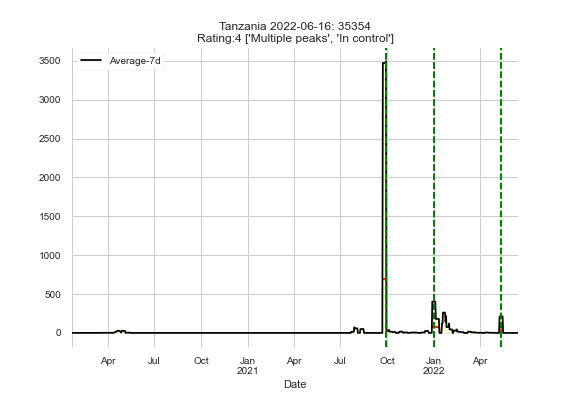 Tanzania 2022-06-16: 35354
Rating:4 ['Multiple peaks', 'In control']
Average-7d
3500
3000
2500
2000
1500
1000
500
0
Apr
Jul
Oct
Jan
2021
Apr
Jul
Oct
Jan
2022
Apr
Date